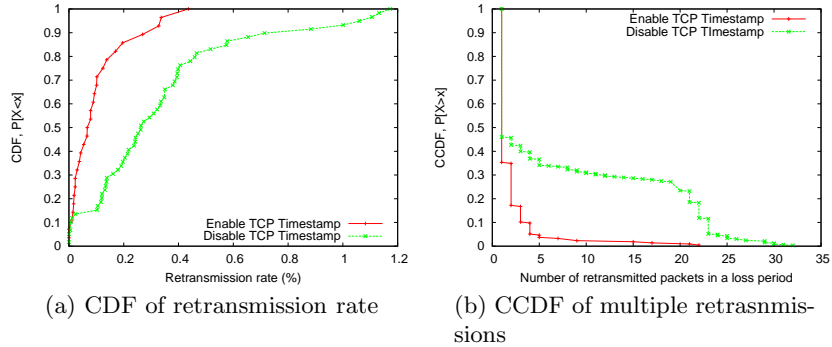 1
0.9
0.8
0.7
0.6
0.5
0.4
0.3
0.2
0.1
0
CDF, P[X<x]
Enable TCP Timestamp
Disable TCP Timestamp
0 0.2 0.4 0.6 0.8 1 1.2
Retransmission rate (%)
(a) CDF of retransmission rate
Enable TCP Timestamp
Disable TCP TImestamp
1
0.9
0.8
0.7
0.6
0.5
0.4
0.3
0.2
0.1
0
CCDF, P[X>x]
0 5 10 15 20 25 30 35
Number of retransmitted packets in a loss period
(b) CCDF of multiple retrasnmis-
sions